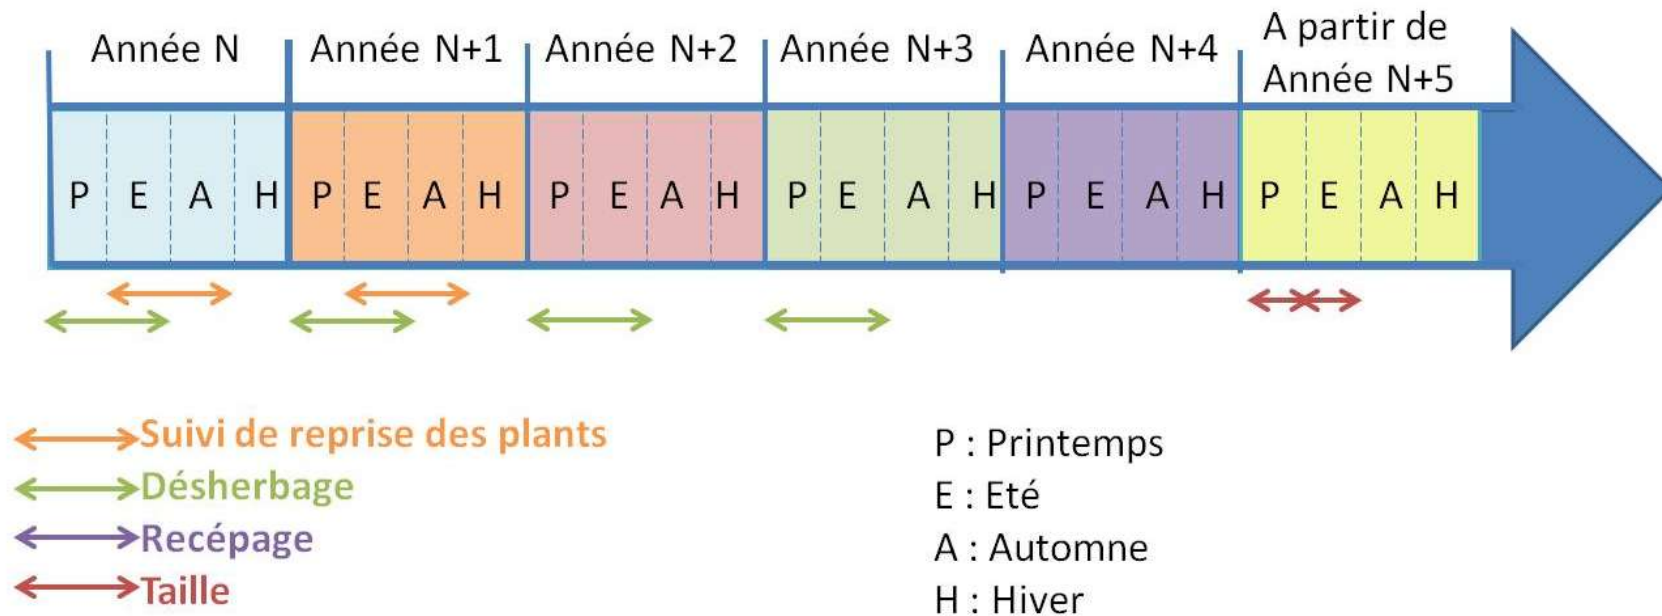 Année N Année N+1 Année N+2 Année N+3 Année N+4 A partir de
Année N+5
P E A H P E A H P E A H P E A H P E A H P E A H
Suivi de reprise des plants
Désherbage
Recépage
Taille
P : Printemps
E : Eté
A : Automne
H : Hiver